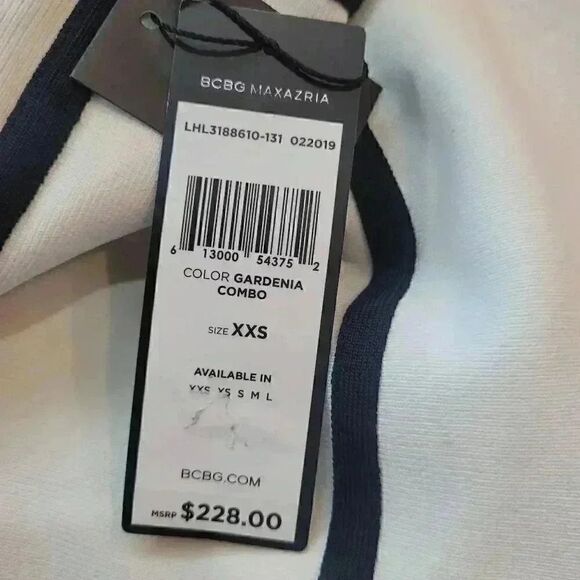 BCBG MAXAZRIA
LHL3188610-131 022019
6 13000 54375 2
COLOR GARDENIA
COMBO
SIZE XXS
AVAILABLE IN
XXS XS S M L
BCBG.COM
MSRP $228.00